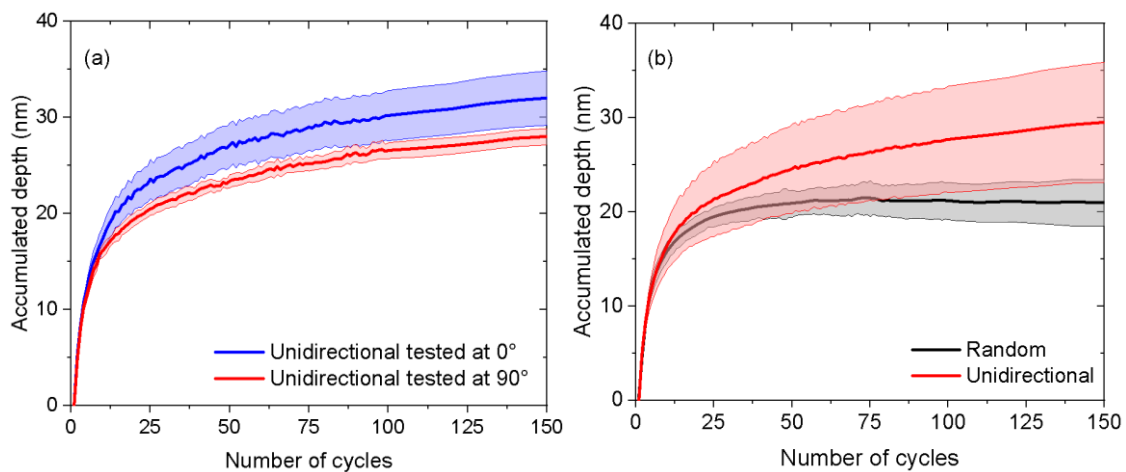 (a)
40
30
20
10
0
Accumulated depth (nm)
0 25 50 75 100 125 150
Number of cycles
Unidirectional tested at 0°
Unidirectional tested at 90°
(b)
40
30
20
10
0
Accumulated depth (nm)
0 25 50 75 100 125 150
Number of cycles
Random
Unidirectional